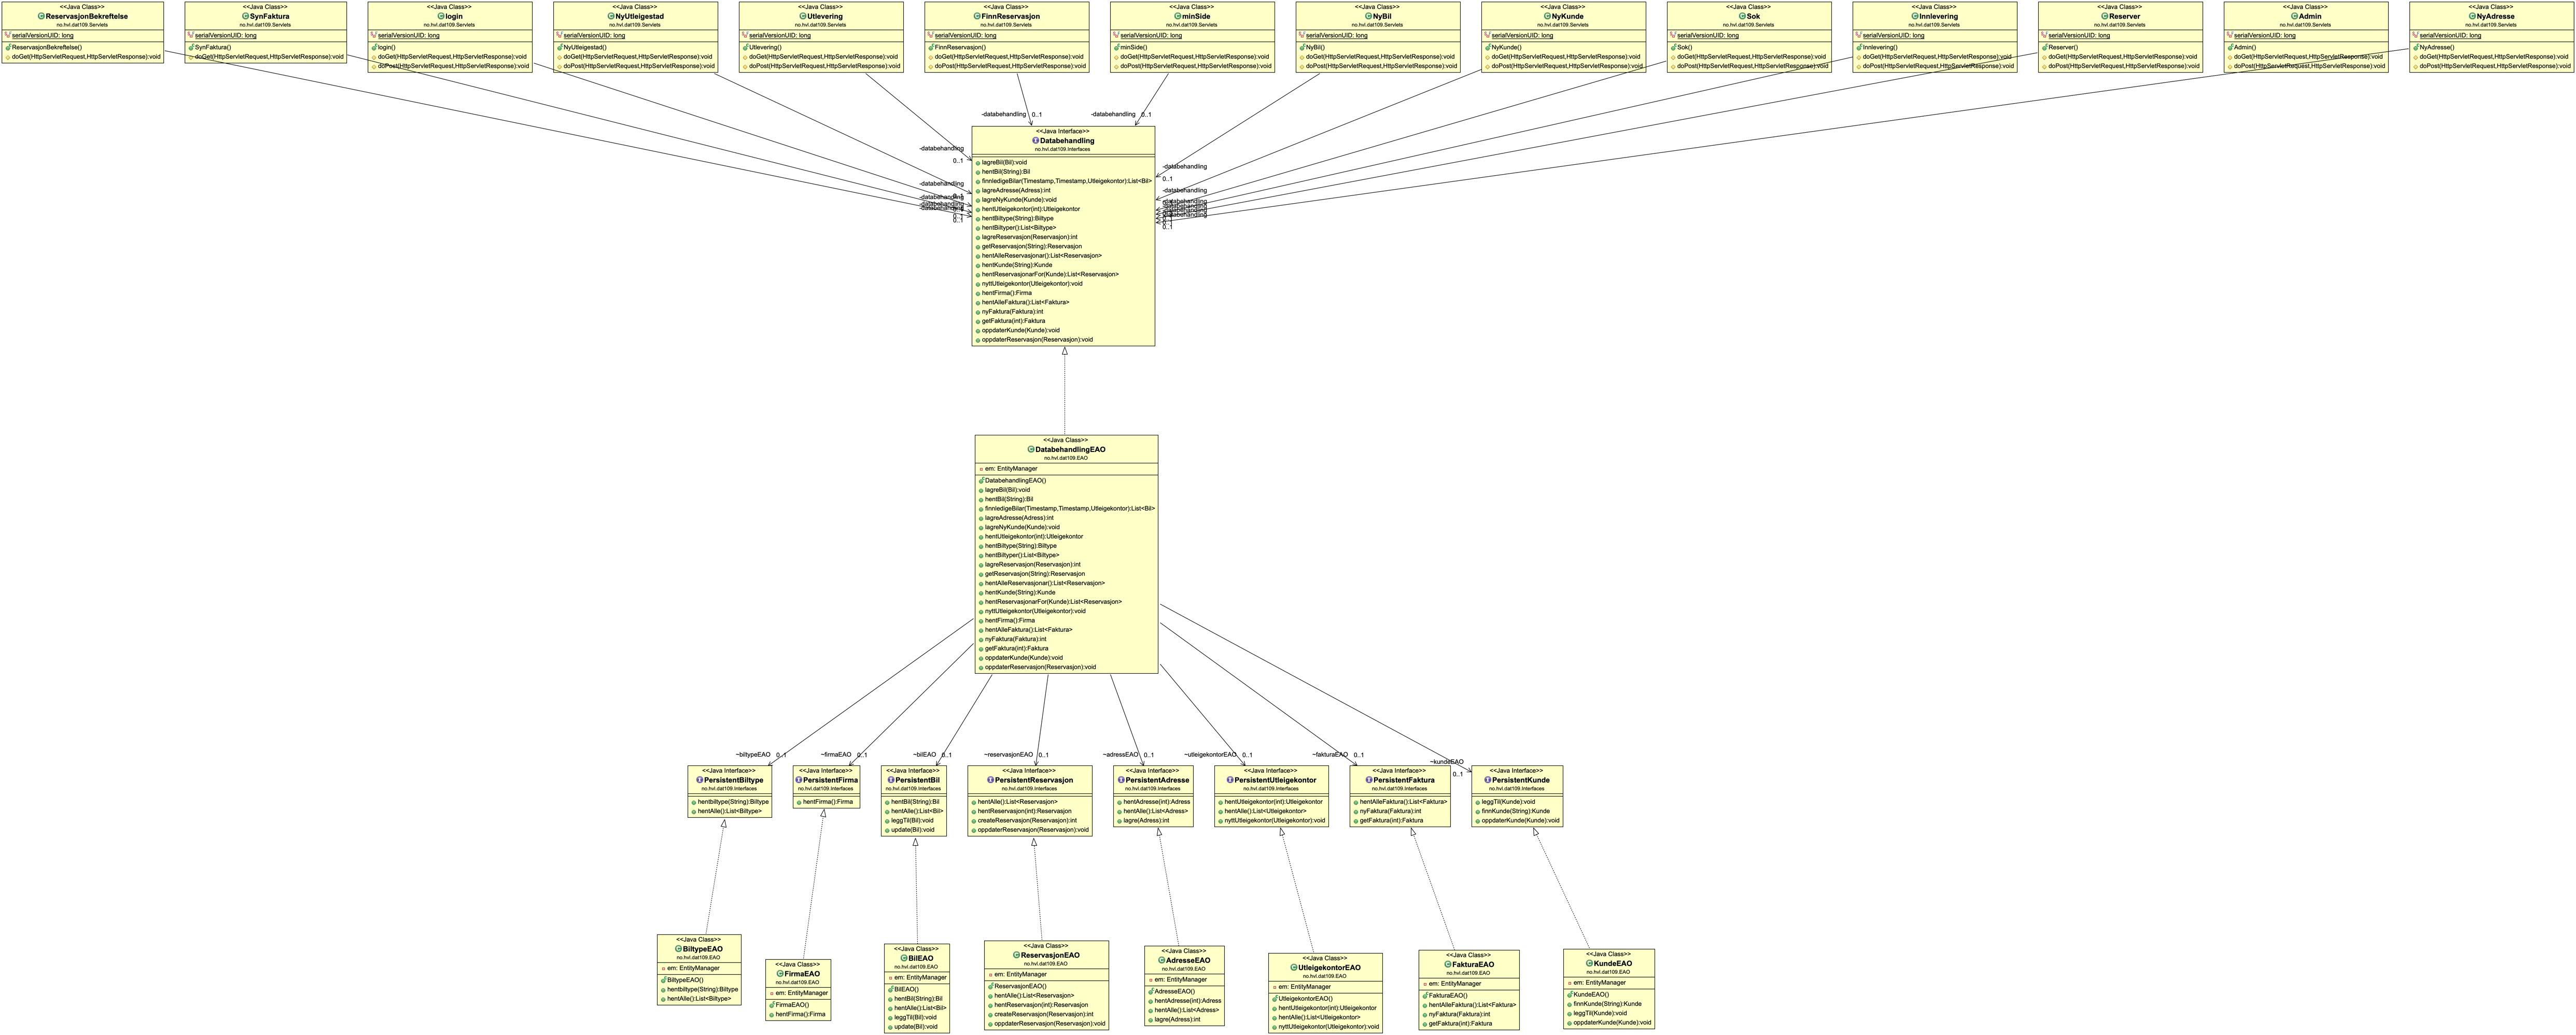 <<Java Class>>
ReservasjonBekreftelse
no.hvl.dat109.Servlets
serialVersionUID: long
ReservasjonBekreftelse()
doGet(HttpServletRequest,HttpServletResponse):void
<<Java Class>>
SynFaktura
no.hvl.dat109.Servlets
serialVersionUID: long
SynFaktura()
doGet(HttpServletRequest,HttpServletResponse):void
<<Java Class>>
login
no.hvl.dat109.Servlets
serialVersionUID: long
login()
doGet(HttpServletRequest,HttpServletResponse):void
doPost(HttpServletRequest,HttpServletResponse):void
<<Java Class>>
NyUtleigestad
no.hvl.dat109.Servlets
serialVersionUID: long
NyUtleigestad()
doGet(HttpServletRequest,HttpServletResponse):void
doPost(HttpServletRequest,HttpServletResponse):void
<<Java Class>>
Utlevering
no.hvl.dat109.Servlets
serialVersionUID: long
Utlevering()
doGet(HttpServletRequest,HttpServletResponse):void
doPost(HttpServletRequest,HttpServletResponse):void
<<Java Class>>
FinnReservasjon
no.hvl.dat109.Servlets
serialVersionUID: long
FinnReservasjon()
doGet(HttpServletRequest,HttpServletResponse):void
doPost(HttpServletRequest,HttpServletResponse):void
<<Java Class>>
minSide
no.hvl.dat109.Servlets
serialVersionUID: long
minSide()
doGet(HttpServletRequest,HttpServletResponse):void
doPost(HttpServletRequest,HttpServletResponse):void
<<Java Class>>
NyBil
no.hvl.dat109.Servlets
serialVersionUID: long
NyBil()
doGet(HttpServletRequest,HttpServletResponse):void
doPost(HttpServletRequest,HttpServletResponse):void
<<Java Class>>
NyKunde
no.hvl.dat109.Servlets
serialVersionUID: long
NyKunde()
doGet(HttpServletRequest,HttpServletResponse):void
doPost(HttpServletRequest,HttpServletResponse):void
<<Java Class>>
Sok
no.hvl.dat109.Servlets
serialVersionUID: long
Sok()
doGet(HttpServletRequest,HttpServletResponse):void
doPost(HttpServletRequest,HttpServletResponse):void
<<Java Class>>
Innlevering
no.hvl.dat109.Servlets
serialVersionUID: long
Innlevering()
doGet(HttpServletRequest,HttpServletResponse):void
doPost(HttpServletRequest,HttpServletResponse):void
<<Java Class>>
Reserver
no.hvl.dat109.Servlets
serialVersionUID: long
Reserver()
doGet(HttpServletRequest,HttpServletResponse):void
doPost(HttpServletRequest,HttpServletResponse):void
<<Java Class>>
Admin
no.hvl.dat109.Servlets
serialVersionUID: long
Admin()
doGet(HttpServletRequest,HttpServletResponse):void
doPost(HttpServletRequest,HttpServletResponse):void
<<Java Class>>
NyAdresse
no.hvl.dat109.Servlets
serialVersionUID: long
NyAdresse()
doGet(HttpServletRequest,HttpServletResponse):void
doPost(HttpServletRequest,HttpServletResponse):void
-databehandling 0..1
-databehandling 0..1
-databehandling
0..1
-databehandling
0..1
-databehandling
-databehandling
-databehandling
0..1
0..1
-databehandling
-databehandling
-databehandling
-databehandling
0..1
<<Java Interface>>
Databehandling
no.hvl.dat109.Interfaces
lagreBil(Bil):void
hentBil(String):Bil
finnledigeBilar(Timestamp,Timestamp,Utleigekontor):List<Bil>
lagreAdresse(Adress):int
lagreNyKunde(Kunde):void
hentUtleigekontor(int):Utleigekontor
hentBiltype(String):Biltype
hentBiltyper():List<Biltype>
lagreReservasjon(Reservasjon):int
getReservasjon(String):Reservasjon
hentAlleReservasjonar():List<Reservasjon>
hentKunde(String):Kunde
hentReservasjonarFor(Kunde):List<Reservasjon>
nyttUtleigekontor(Utleigekontor):void
hentFirma():Firma
hentAlleFaktura():List<Faktura>
nyFaktura(Faktura):int
getFaktura(int):Faktura
oppdaterKunde(Kunde):void
oppdaterReservasjon(Reservasjon):void
<<Java Class>>
DatabehandlingEAO
no.hvl.dat109.EAO
em: EntityManager
DatabehandlingEAO()
lagreBil(Bil):void
hentBil(String):Bil
finnledigeBilar(Timestamp,Timestamp,Utleigekontor):List<Bil>
lagreAdresse(Adress):int
lagreNyKunde(Kunde):void
hentUtleigekontor(int):Utleigekontor
hentBiltype(String):Biltype
hentBiltyper():List<Biltype>
lagreReservasjon(Reservasjon):int
getReservasjon(String):Reservasjon
hentAlleReservasjonar():List<Reservasjon>
hentKunde(String):Kunde
hentReservasjonarFor(Kunde):List<Reservasjon>
nyttUtleigekontor(Utleigekontor):void
hentFirma():Firma
hentAlleFaktura():List<Faktura>
nyFaktura(Faktura):int
getFaktura(int):Faktura
oppdaterKunde(Kunde):void
oppdaterReservasjon(Reservasjon):void
~biltypeEAO 0..1
~firmaEAO 0..1
~bilEAO 0..1
~reservasjonEAO 0..1
~adressEAO 0..1
~utleigekontorEAO 0..1
~fakturaEAO 0..1
~kundeEAO
0..1
<<Java Interface>>
PersistentBiltype
no.hvl.dat109.Interfaces
hentbiltype(String):Biltype
hentAlle():List<Biltype>
<<Java Interface>>
PersistentFirma
no.hvl.dat109.Interfaces
hentFirma():Firma
<<Java Interface>>
PersistentBil
no.hvl.dat109.Interfaces
hentBil(String):Bil
hentAlle():List<Bil>
leggTil(Bil):void
update(Bil):void
<<Java Interface>>
PersistentReservasjon
no.hvl.dat109.Interfaces
hentAlle():List<Reservasjon>
hentReservasjon(int):Reservasjon
createReservasjon(Reservasjon):int
oppdaterReservasjon(Reservasjon):void
<<Java Interface>>
PersistentAdresse
no.hvl.dat109.Interfaces
hentAdresse(int):Adress
hentAlle():List<Adress>
lagre(Adress):int
<<Java Interface>>
PersistentUtleigekontor
no.hvl.dat109.Interfaces
hentUtleigekontor(int):Utleigekontor
hentAlle():List<Utleigekontor>
nyttUtleigekontor(Utleigekontor):void
<<Java Interface>>
PersistentFaktura
no.hvl.dat109.Interfaces
hentAlleFaktura():List<Faktura>
nyFaktura(Faktura):int
getFaktura(int):Faktura
<<Java Interface>>
PersistentKunde
no.hvl.dat109.Interfaces
leggTil(Kunde):void
finnKunde(String):Kunde
oppdaterKunde(Kunde):void
<<Java Class>>
BiltypeEAO
no.hvl.dat109.EAO
em: EntityManager
BiltypeEAO()
hentbiltype(String):Biltype
hentAlle():List<Biltype>
<<Java Class>>
FirmaEAO
no.hvl.dat109.EAO
em: EntityManager
FirmaEAO()
hentFirma():Firma
<<Java Class>>
BilEAO
no.hvl.dat109.EAO
em: EntityManager
BilEAO()
hentBil(String):Bil
hentAlle():List<Bil>
leggTil(Bil):void
update(Bil):void
<<Java Class>>
ReservasjonEAO
no.hvl.dat109.EAO
em: EntityManager
ReservasjonEAO()
hentAlle():List<Reservasjon>
hentReservasjon(int):Reservasjon
createReservasjon(Reservasjon):int
oppdaterReservasjon(Reservasjon):void
<<Java Class>>
AdresseEAO
no.hvl.dat109.EAO
em: EntityManager
AdresseEAO()
hentAdresse(int):Adress
hentAlle():List<Adress>
lagre(Adress):int
<<Java Class>>
UtleigekontorEAO
no.hvl.dat109.EAO
em: EntityManager
UtleigekontorEAO()
hentUtleigekontor(int):Utleigekontor
hentAlle():List<Utleigekontor>
nyttUtleigekontor(Utleigekontor):void
<<Java Class>>
FakturaEAO
no.hvl.dat109.EAO
em: EntityManager
FakturaEAO()
hentAlleFaktura():List<Faktura>
nyFaktura(Faktura):int
getFaktura(int):Faktura
<<Java Class>>
KundeEAO
no.hvl.dat109.EAO
em: EntityManager
KundeEAO()
finnKunde(String):Kunde
leggTil(Kunde):void
oppdaterKunde(Kunde):void